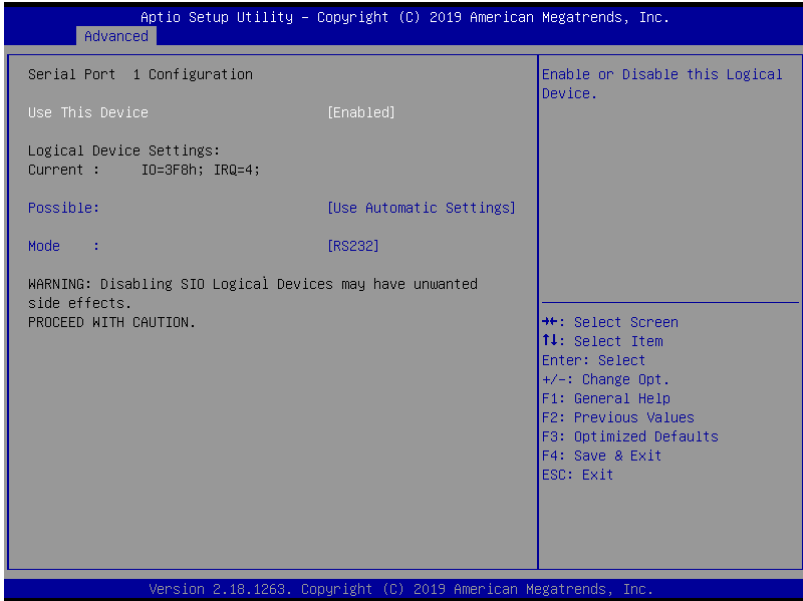 Aptio Setup Utility – Copyright (C) 2019 American Megatrends, Inc.
Advanced
Serial Port  1 Configuration
Use This Device [Enabled]
Logical Device Settings:
Current : IO=3F8h; IRQ=4;
Possible: [Use Automatic Settings]
Mode : [RS232]
WARNING: Disabling SIO Logical Devices may have unwanted
side effects.
PROCEED WITH CAUTION.
Enable or Disable this Logical
Device.
→←: Select Screen
↑↓: Select Item
Enter: Select
+/-: Change Opt.
F1: General Help
F2: Previous Values
F3: Optimized Defaults
F4: Save & Exit
ESC: Exit
Version 2.18.1263. Copyright (C) 2019 American Megatrends, Inc.